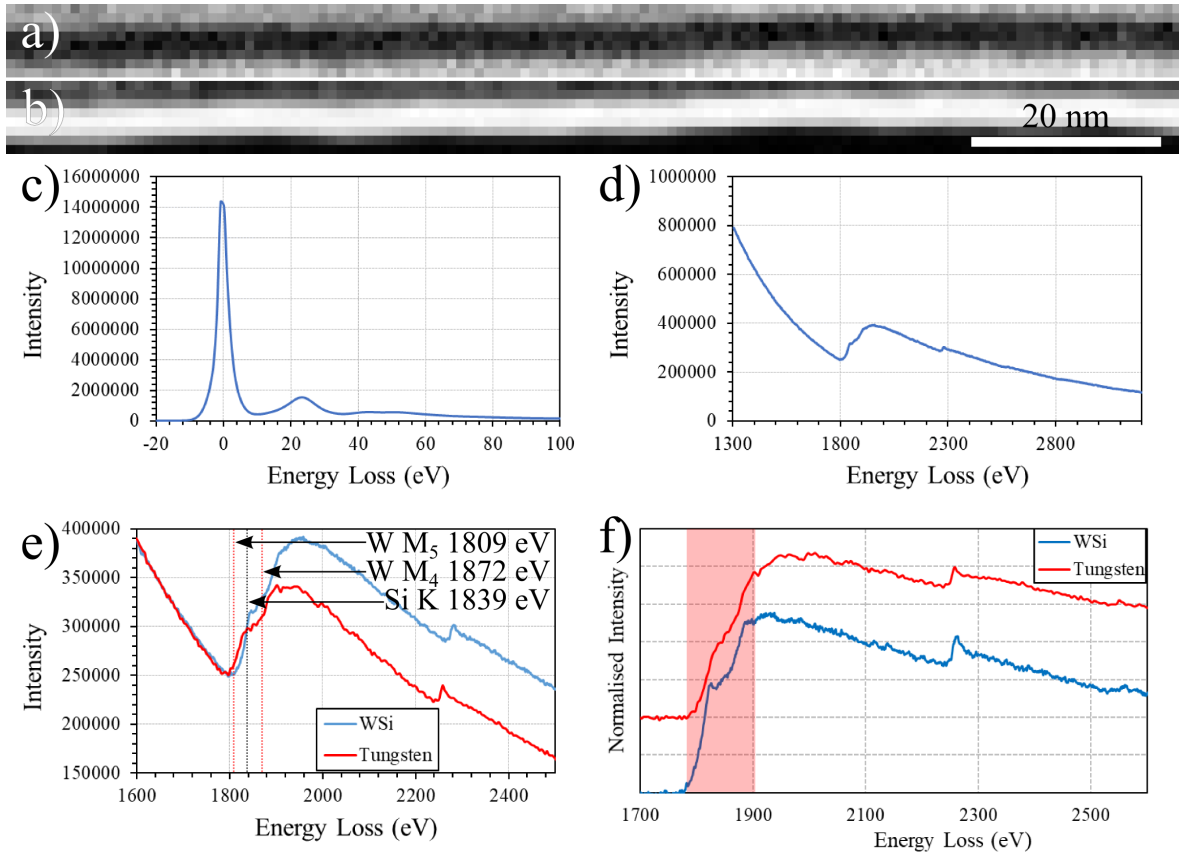 a)
b)
20 nm
c)
16000000
14000000
12000000
10000000
8000000
6000000
4000000
2000000
0
-20 0 20 40 60 80 100
Intensity
Energy Loss (eV)
d)
1000000
800000
600000
400000
200000
0
1300 1800 2300 2800
Intensity
Energy Loss (eV)
e)
400000
350000
300000
250000
200000
150000
1600 1800 2000 2200 2400
Intensity
Energy Loss (eV)
W M₅ 1809 eV
W M₄ 1872 eV
Si K 1839 eV
WSi
Tungsten
f)
WSi
Tungsten
Normalised Intensity
1700 1900 2100 2300 2500
Energy Loss (eV)